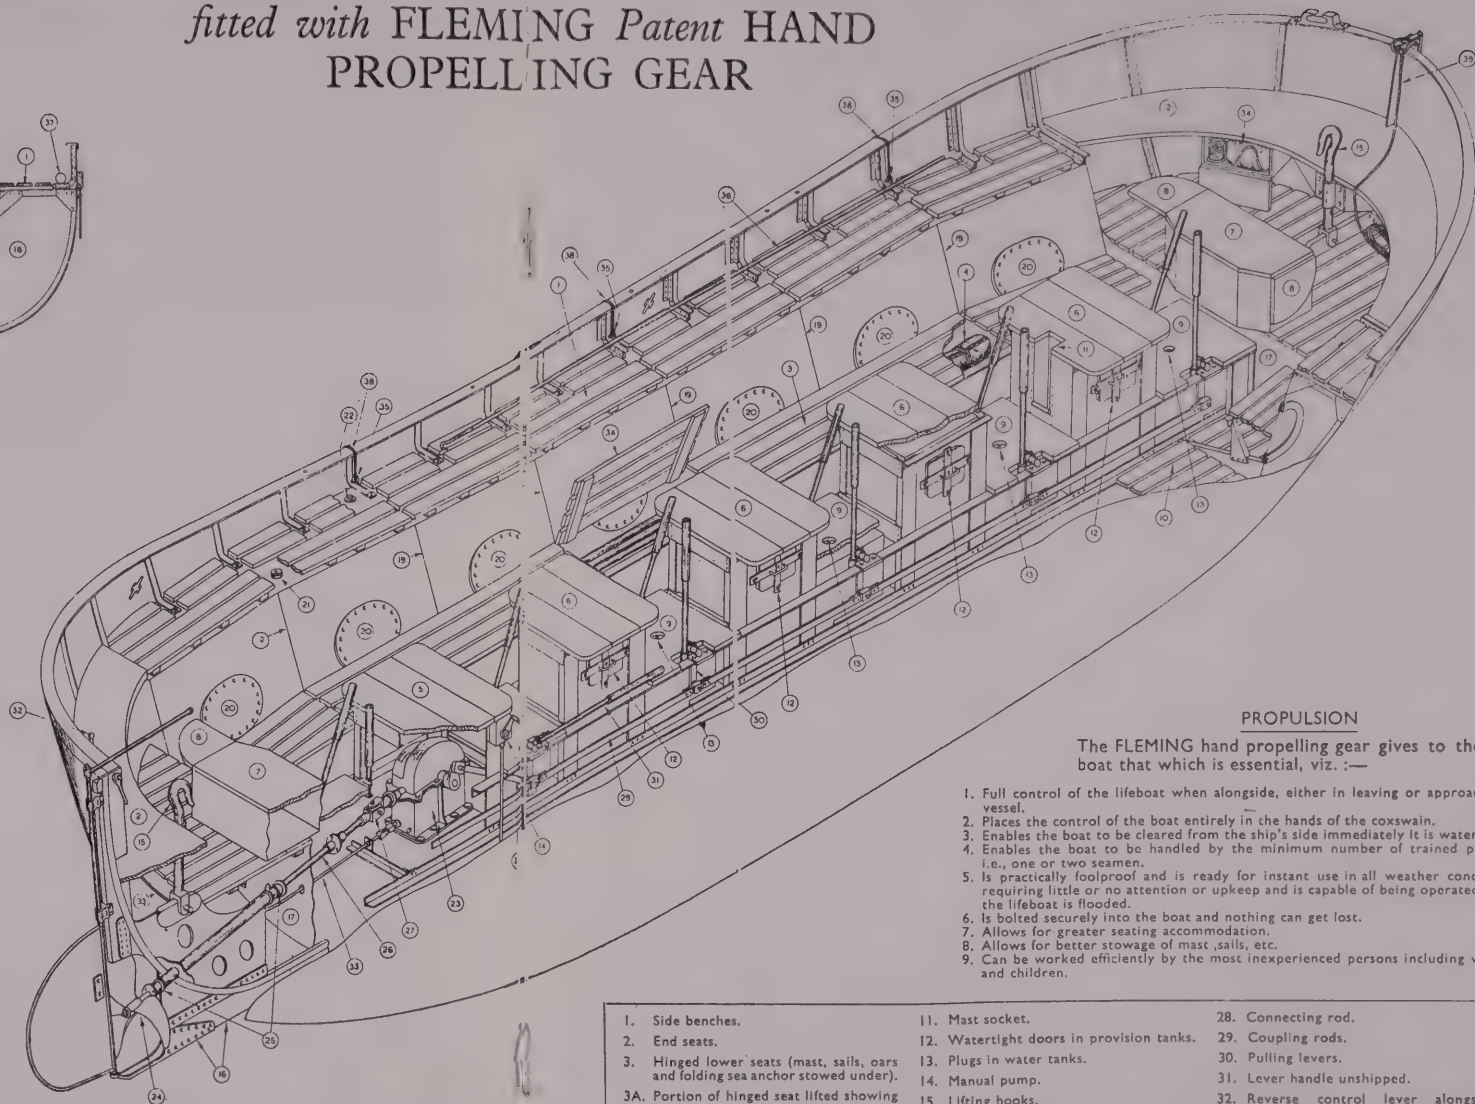 fitted with FLEMING Patent HAND
PROPELLING GEAR
PROPULSION
The FLEMING hand propelling gear gives to the
boat that which is essential, viz. :—
1. Full control of the lifeboat when alongside, either in leaving or
vessel.
2. Places the control of the boat entirely in the hands of the coxswain.
3. Enables the boat to be cleared from the ship's side immediately it is
4. Enables the boat to be handled by the minimum number of trained
i.e., one or two seamen.
5. Is practically foolproof and is ready for instant use in all weather
requiring little or no attention or upkeep and is capable of being operated
the lifeboat is flooded.
6. Is bolted securely into the boat and nothing can get lost.
7. Allows for greater seating accommodation.
8. Allows for better stowage of mast ,sails, etc.
9. Can be worked efficiently by the most inexperienced persons including
and children.
1. Side benches.
2. End seats.
3. Hinged lower seats (mast, sails, oars
and folding sea anchor stowed under).
3A. Portion of hinged seat lifted showing
11. Mast socket.
12. Watertight doors in provision tanks.
13. Plugs in water tanks.
14. Manual pump.
15. Lifting hooks.
28. Connecting rod.
29. Coupling rods.
30. Pulling levers.
31. Lever handle unshipped.
32. Reverse control lever